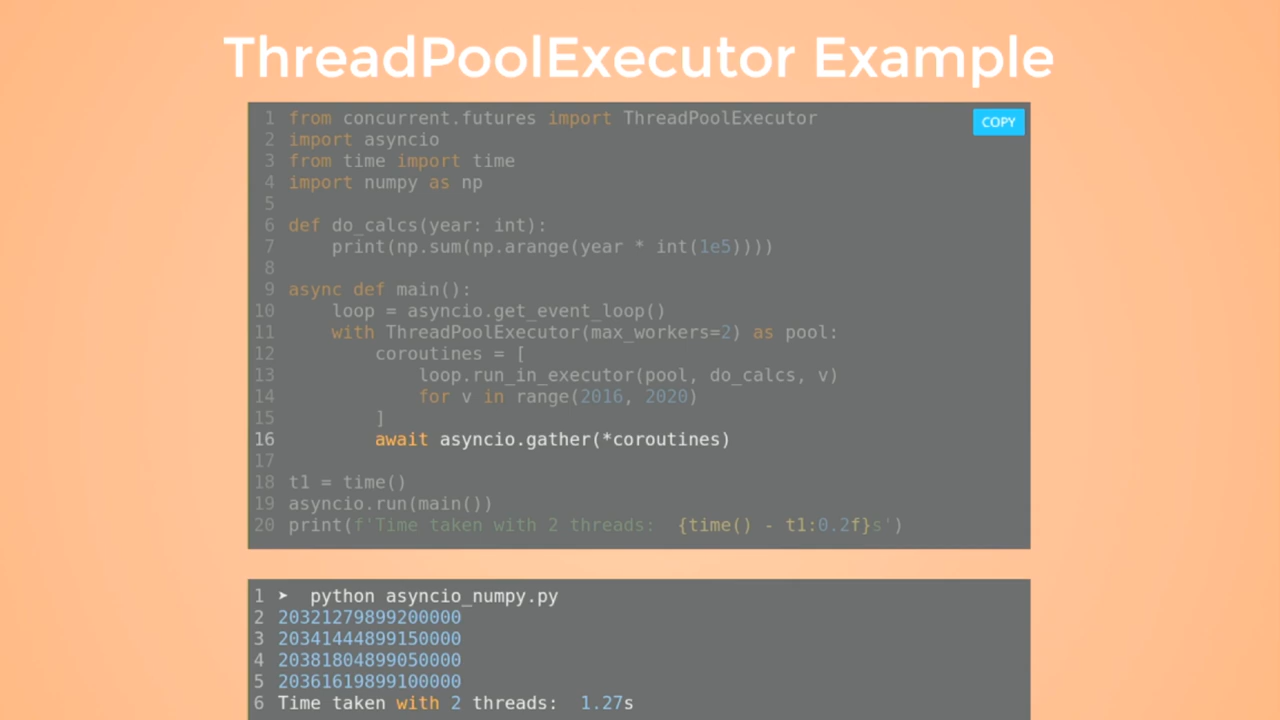 ThreadPoolExecutor Example
COPY
1 from concurrent.futures import ThreadPoolExecutor
2 import asyncio
3 from time import time
4 import numpy as np
5
6 def do_calcs(year: int):
7     print(np.sum(np.arange(year * int(1e5))))
8
9 async def main():
10     loop = asyncio.get_event_loop()
11     with ThreadPoolExecutor(max_workers=2) as pool:
12         coroutines = [
13             loop.run_in_executor(pool, do_calcs, v)
14             for v in range(2016, 2020)
15         ]
16         await asyncio.gather(*coroutines)
17
18 t1 = time()
19 asyncio.run(main())
20 print(f'Time taken with 2 threads:  {time() - t1:0.2f}s')
1 ➤  python asyncio_numpy.py
2 20321279899200000
3 20341444899150000
4 20381804899050000
5 20361619899100000
6 Time taken with 2 threads:  1.27s